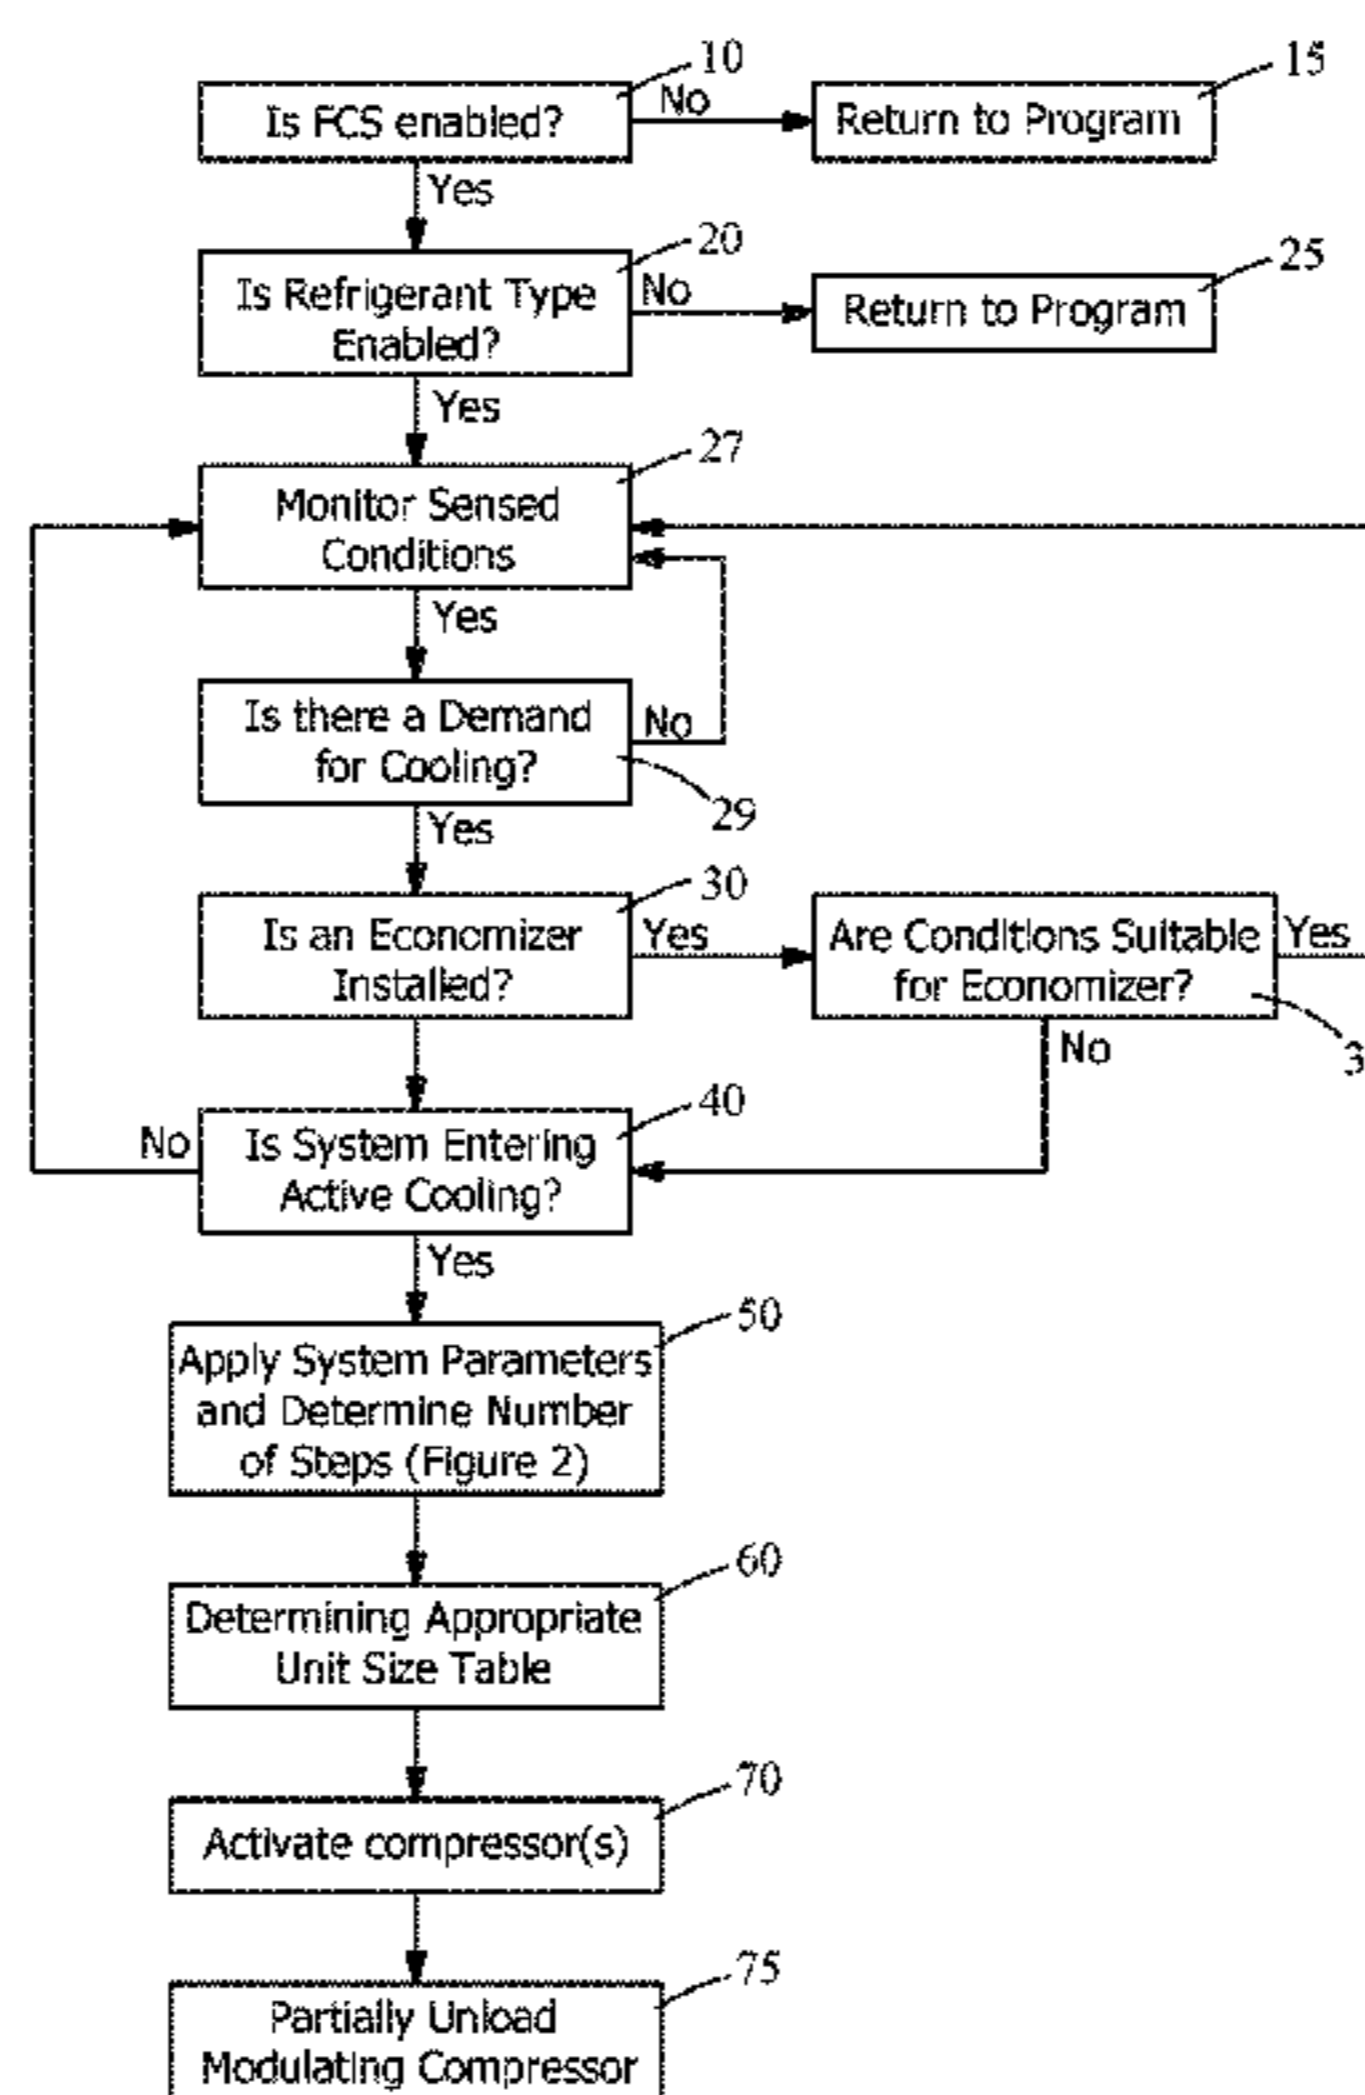 10
15
Is FCS enabled?
No
Return to Program
Yes
20
25
Is Refrigerant Type
Enabled?
No
Return to Program
Yes
27
Monitor Sensed
Conditions
Yes
Is there a Demand
for Cooling?
No
29
Yes
30
Is an Economizer
Installed?
Yes
Are Conditions Suitable
for Economizer?
Yes
3
No
40
No
Is System Entering
Active Cooling?
Yes
50
Apply System Parameters
and Determine Number
of Steps (Figure 2)
60
Determining Appropriate
Unit Size Table
70
Activate compressor(s)
75
Partially Unload
Modulating Compressor